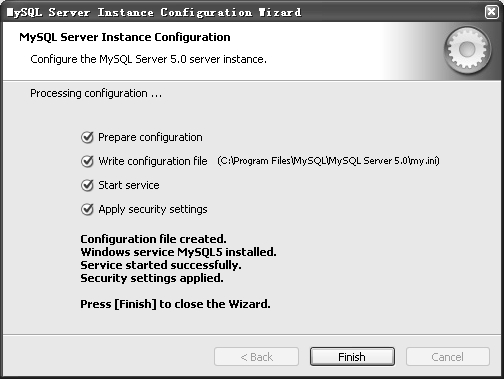 MySQL Server Instance Configuration Wizard
MySQL Server Instance Configuration
Configure the MySQL Server 5.0 server instance.
Processing configuration ...
Prepare configuration
Write configuration file (C:\Program Files\MySQL\MySQL Server 5.0\my.ini)
Start service
Apply security settings
Configuration file created.
Windows service MySQL5 installed.
Service started successfully.
Security settings applied.
Press [Finish] to close the Wizard.
< Back Finish Cancel